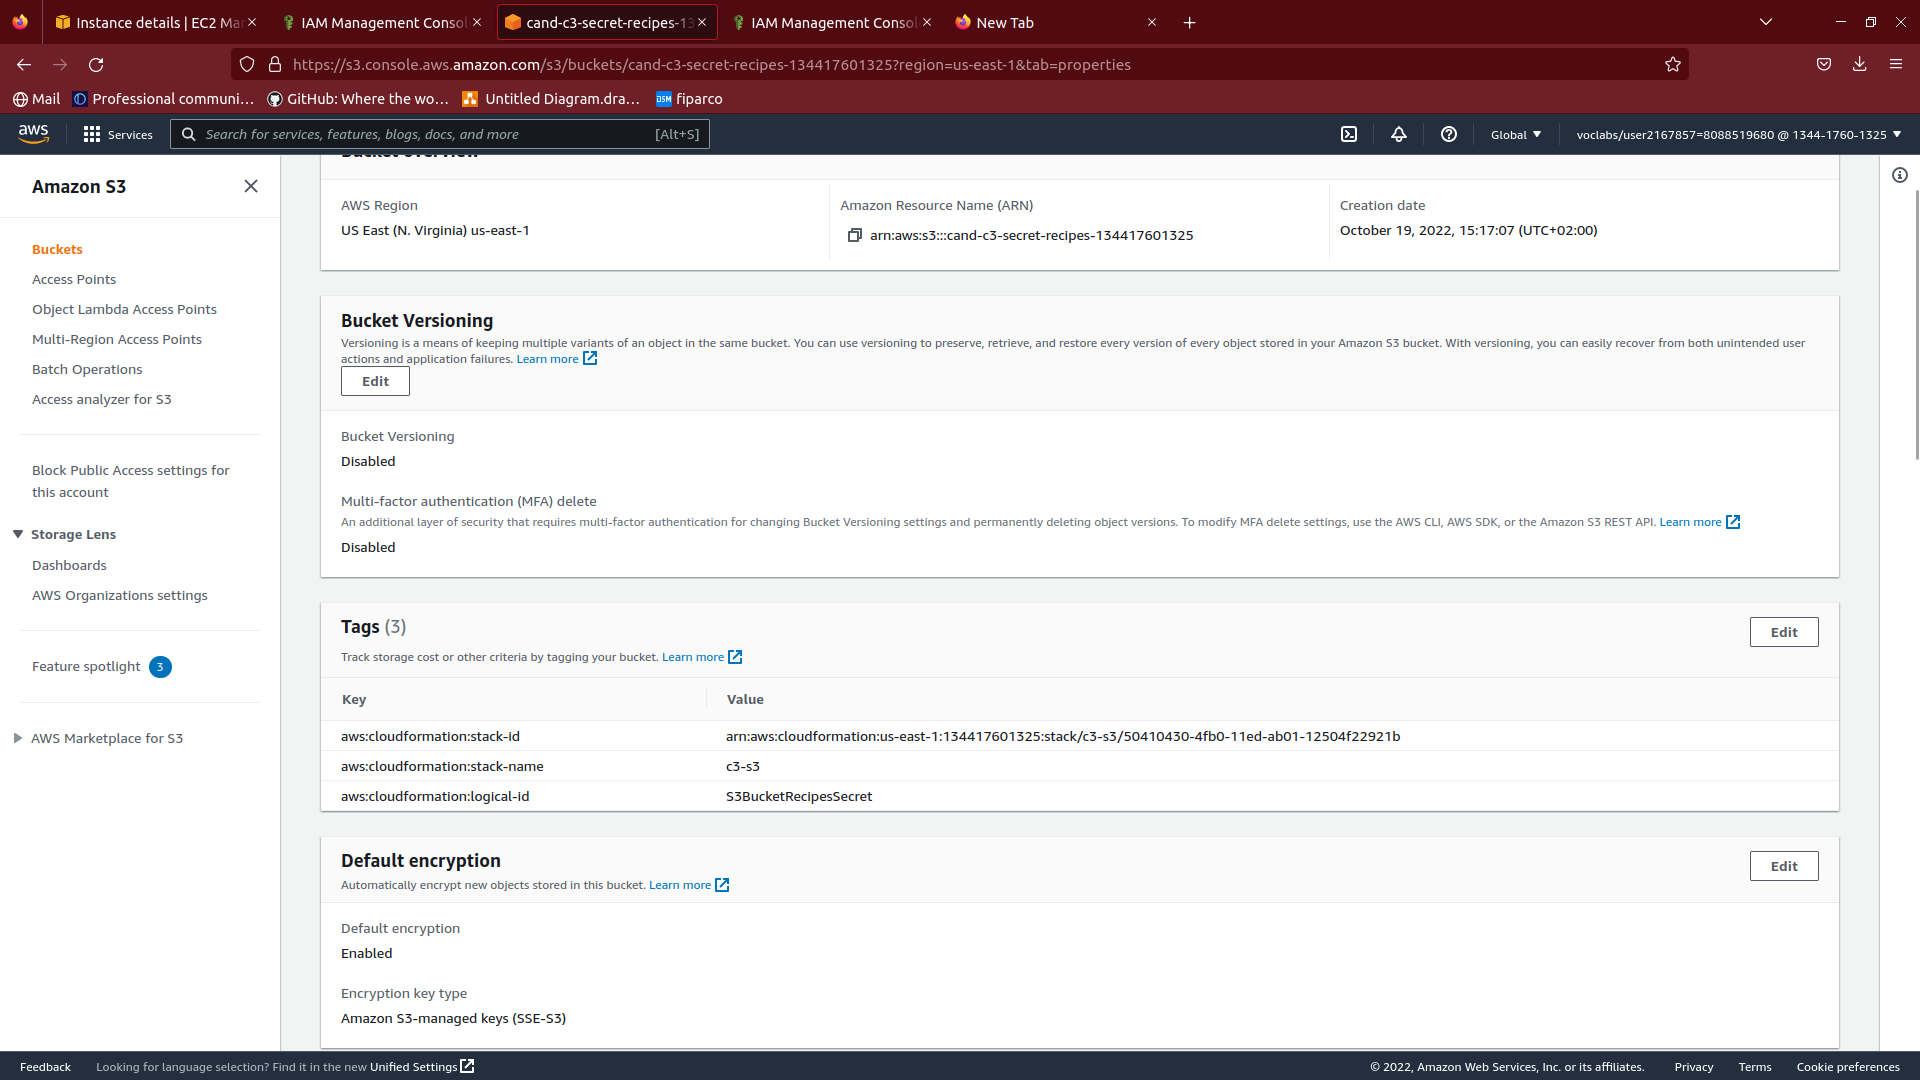 Instance details | EC2 Ma
IAM Management Consol
cand-c3-secret-recipes-13
IAM Management Consol
New Tab
https://s3.console.aws.amazon.com/s3/buckets/cand-c3-secret-recipes-134417601325?region=us-east-1&tab=properties
Mail
Professional communi...
GitHub: Where the wo...
Untitled Diagram.dra...
DSM
fiparco
aws
Services
Search for services, features, blogs, docs, and more
[Alt+S]
Global
voclabs/user2167857=8088519680 @ 1344-1760-1325
Amazon S3
Buckets
Access Points
Object Lambda Access Points
Multi-Region Access Points
Batch Operations
Access analyzer for S3
Block Public Access settings for
this account
Storage Lens
Dashboards
AWS Organizations settings
Feature spotlight 3
AWS Marketplace for S3
Bucket overview
AWS Region
US East (N. Virginia) us-east-1
Amazon Resource Name (ARN)
arn:aws:s3:::cand-c3-secret-recipes-134417601325
Creation date
October 19, 2022, 15:17:07 (UTC+02:00)
Bucket Versioning
Versioning is a means of keeping multiple variants of an object in the same bucket. You can use versioning to preserve, retrieve, and restore every version of every object stored in your Amazon S3 bucket. With versioning, you can easily recover from both unintended user
actions and application failures. Learn more
Edit
Bucket Versioning
Disabled
Multi-factor authentication (MFA) delete
An additional layer of security that requires multi-factor authentication for changing Bucket Versioning settings and permanently deleting object versions. To modify MFA delete settings, use the AWS CLI, AWS SDK, or the Amazon S3 REST API. Learn more
Disabled
Tags (3)
Edit
Track storage cost or other criteria by tagging your bucket. Learn more
Key
Value
aws:cloudformation:stack-id
arn:aws:cloudformation:us-east-1:134417601325:stack/c3-s3/50410430-4fb0-11ed-ab01-12504f22921b
aws:cloudformation:stack-name
c3-s3
aws:cloudformation:logical-id
S3BucketRecipesSecret
Default encryption
Edit
Automatically encrypt new objects stored in this bucket. Learn more
Default encryption
Enabled
Encryption key type
Amazon S3-managed keys (SSE-S3)
Feedback
Looking for language selection? Find it in the new Unified Settings
© 2022, Amazon Web Services, Inc. or its affiliates.
Privacy
Terms
Cookie preferences